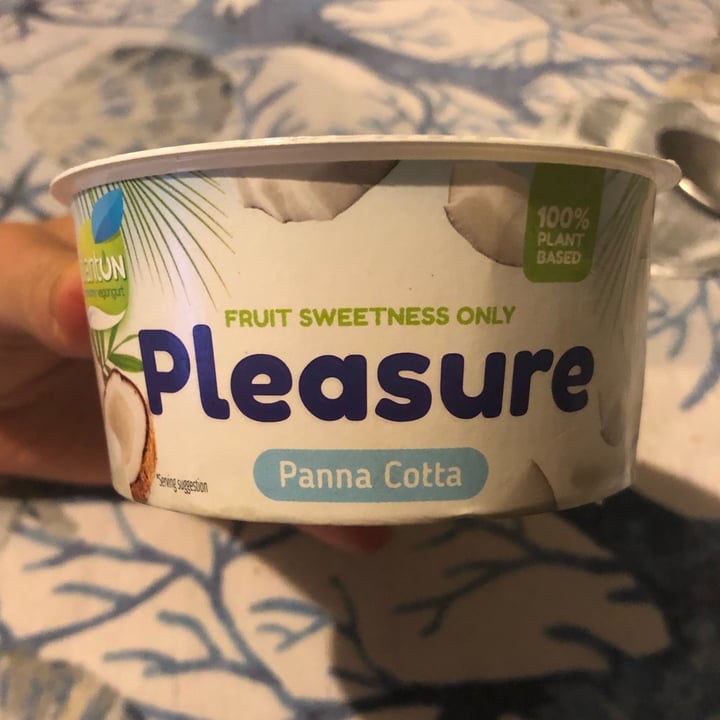 100%
PLANT
BASED
FRUIT SWEETNESS ONLY
Pleasure
Panna Cotta
*Serving suggestion